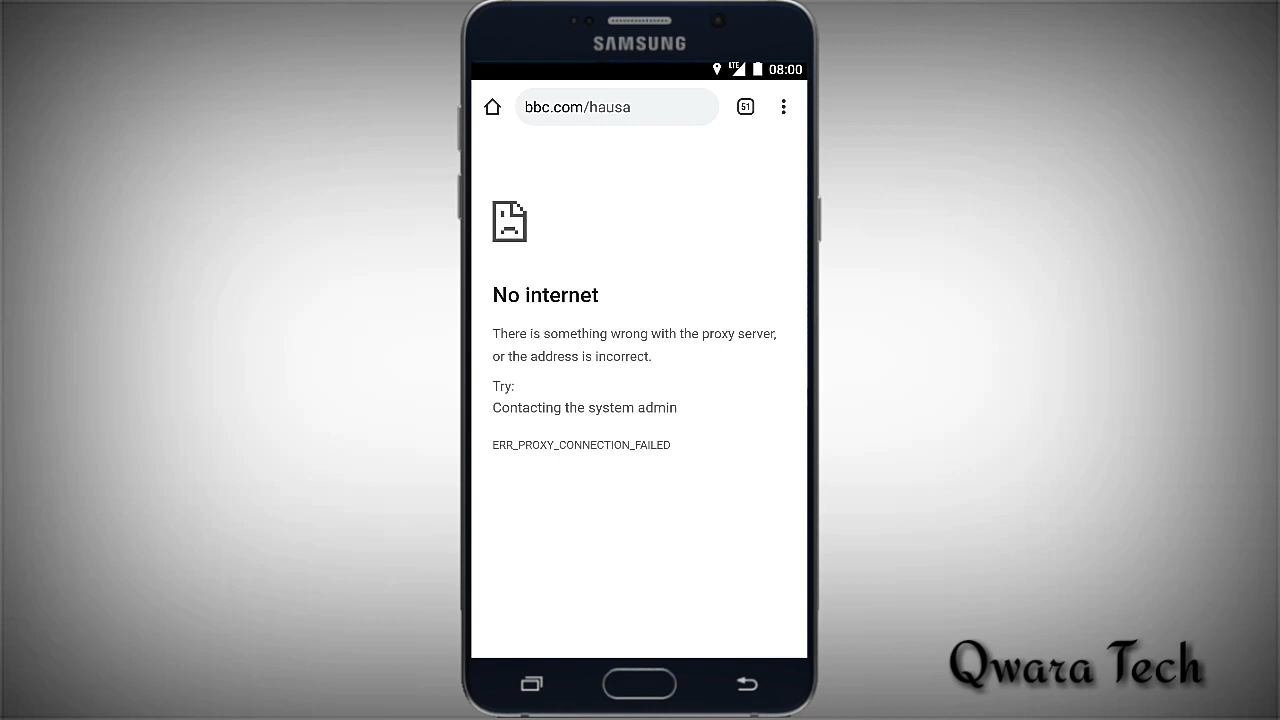 SAMSUNG
LTE 08:00
bbc.com/hausa 51
No internet
There is something wrong with the proxy server,
or the address is incorrect.
Try:
Contacting the system admin
ERR_PROXY_CONNECTION_FAILED
Qwara Tech